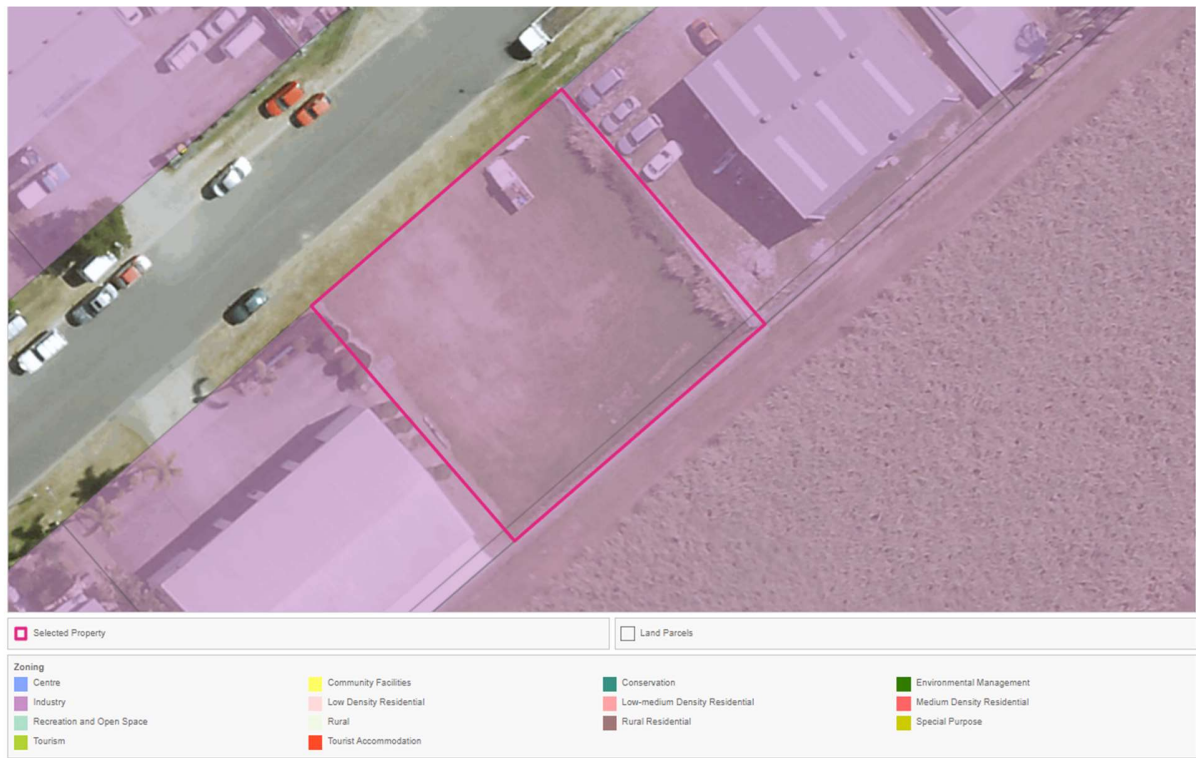 Selected Property
Land Parcels
Zoning
Centre
Community Facilities
Conservation
Environmental Management
Industry
Low Density Residential
Low-medium Density Residential
Medium Density Residential
Recreation and Open Space
Rural
Rural Residential
Special Purpose
Tourism
Tourist Accommodation